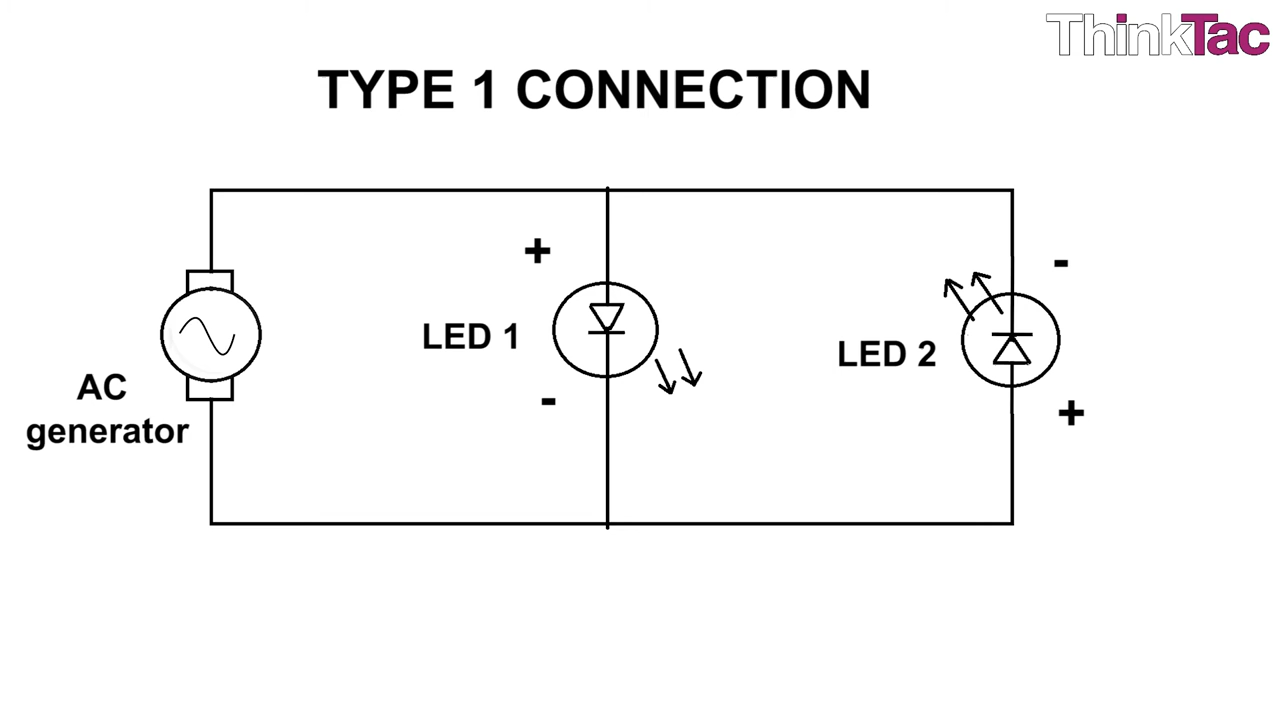 ThinkTac
TYPE 1 CONNECTION
+
-
LED 1
LED 2
-
+
AC
generator